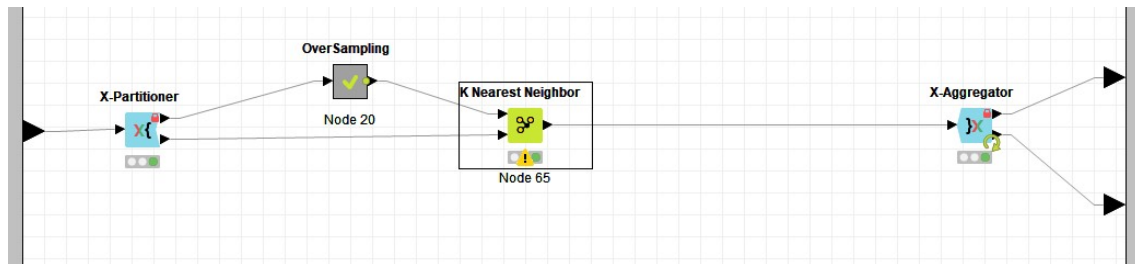 OverSampling
X-Partitioner
K Nearest Neighbor
X-Aggregator
Node 20
Node 65